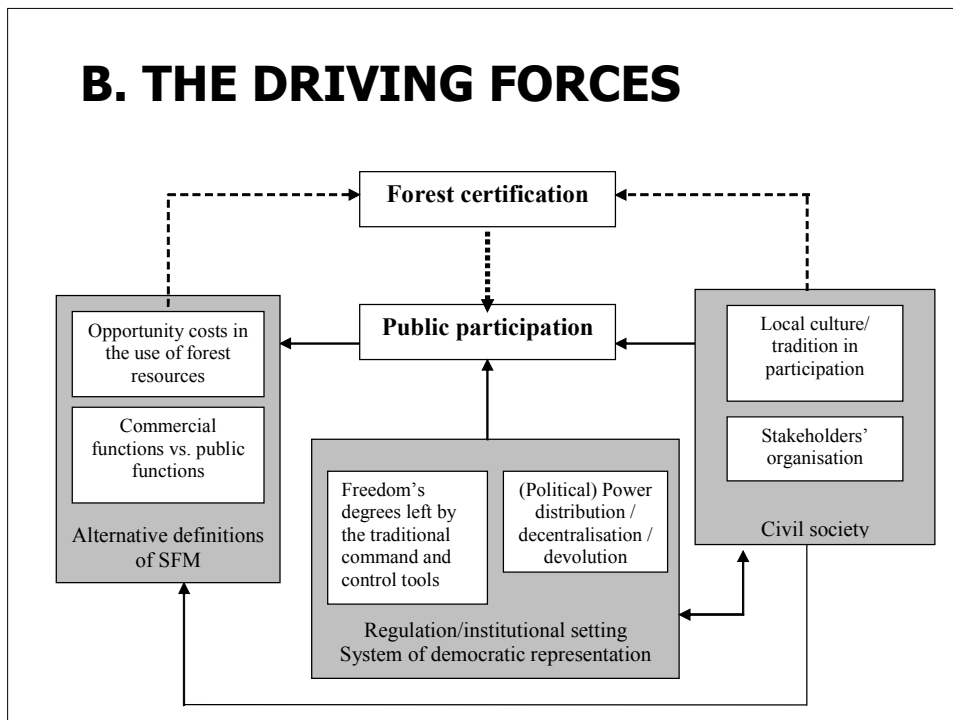 B. THE DRIVING FORCES
Forest certification
Public participation
Opportunity costs in
the use of forest
resources
Commercial
functions vs. public
functions
Alternative definitions
of SFM
Freedom's
degrees left by
the traditional
command and
control tools
(Political) Power
distribution /
decentralisation /
devolution
Regulation/institutional setting
System of democratic representation
Local culture/
tradition in
participation
Stakeholders'
organisation
Civil society